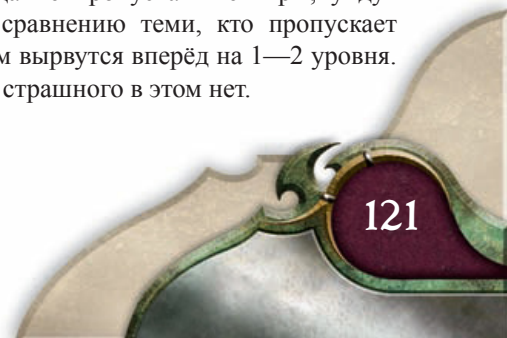 сравнению теми, кто пропускает
вырвутся вперёд на 1—2 уровня.
страшного в этом нет.
121